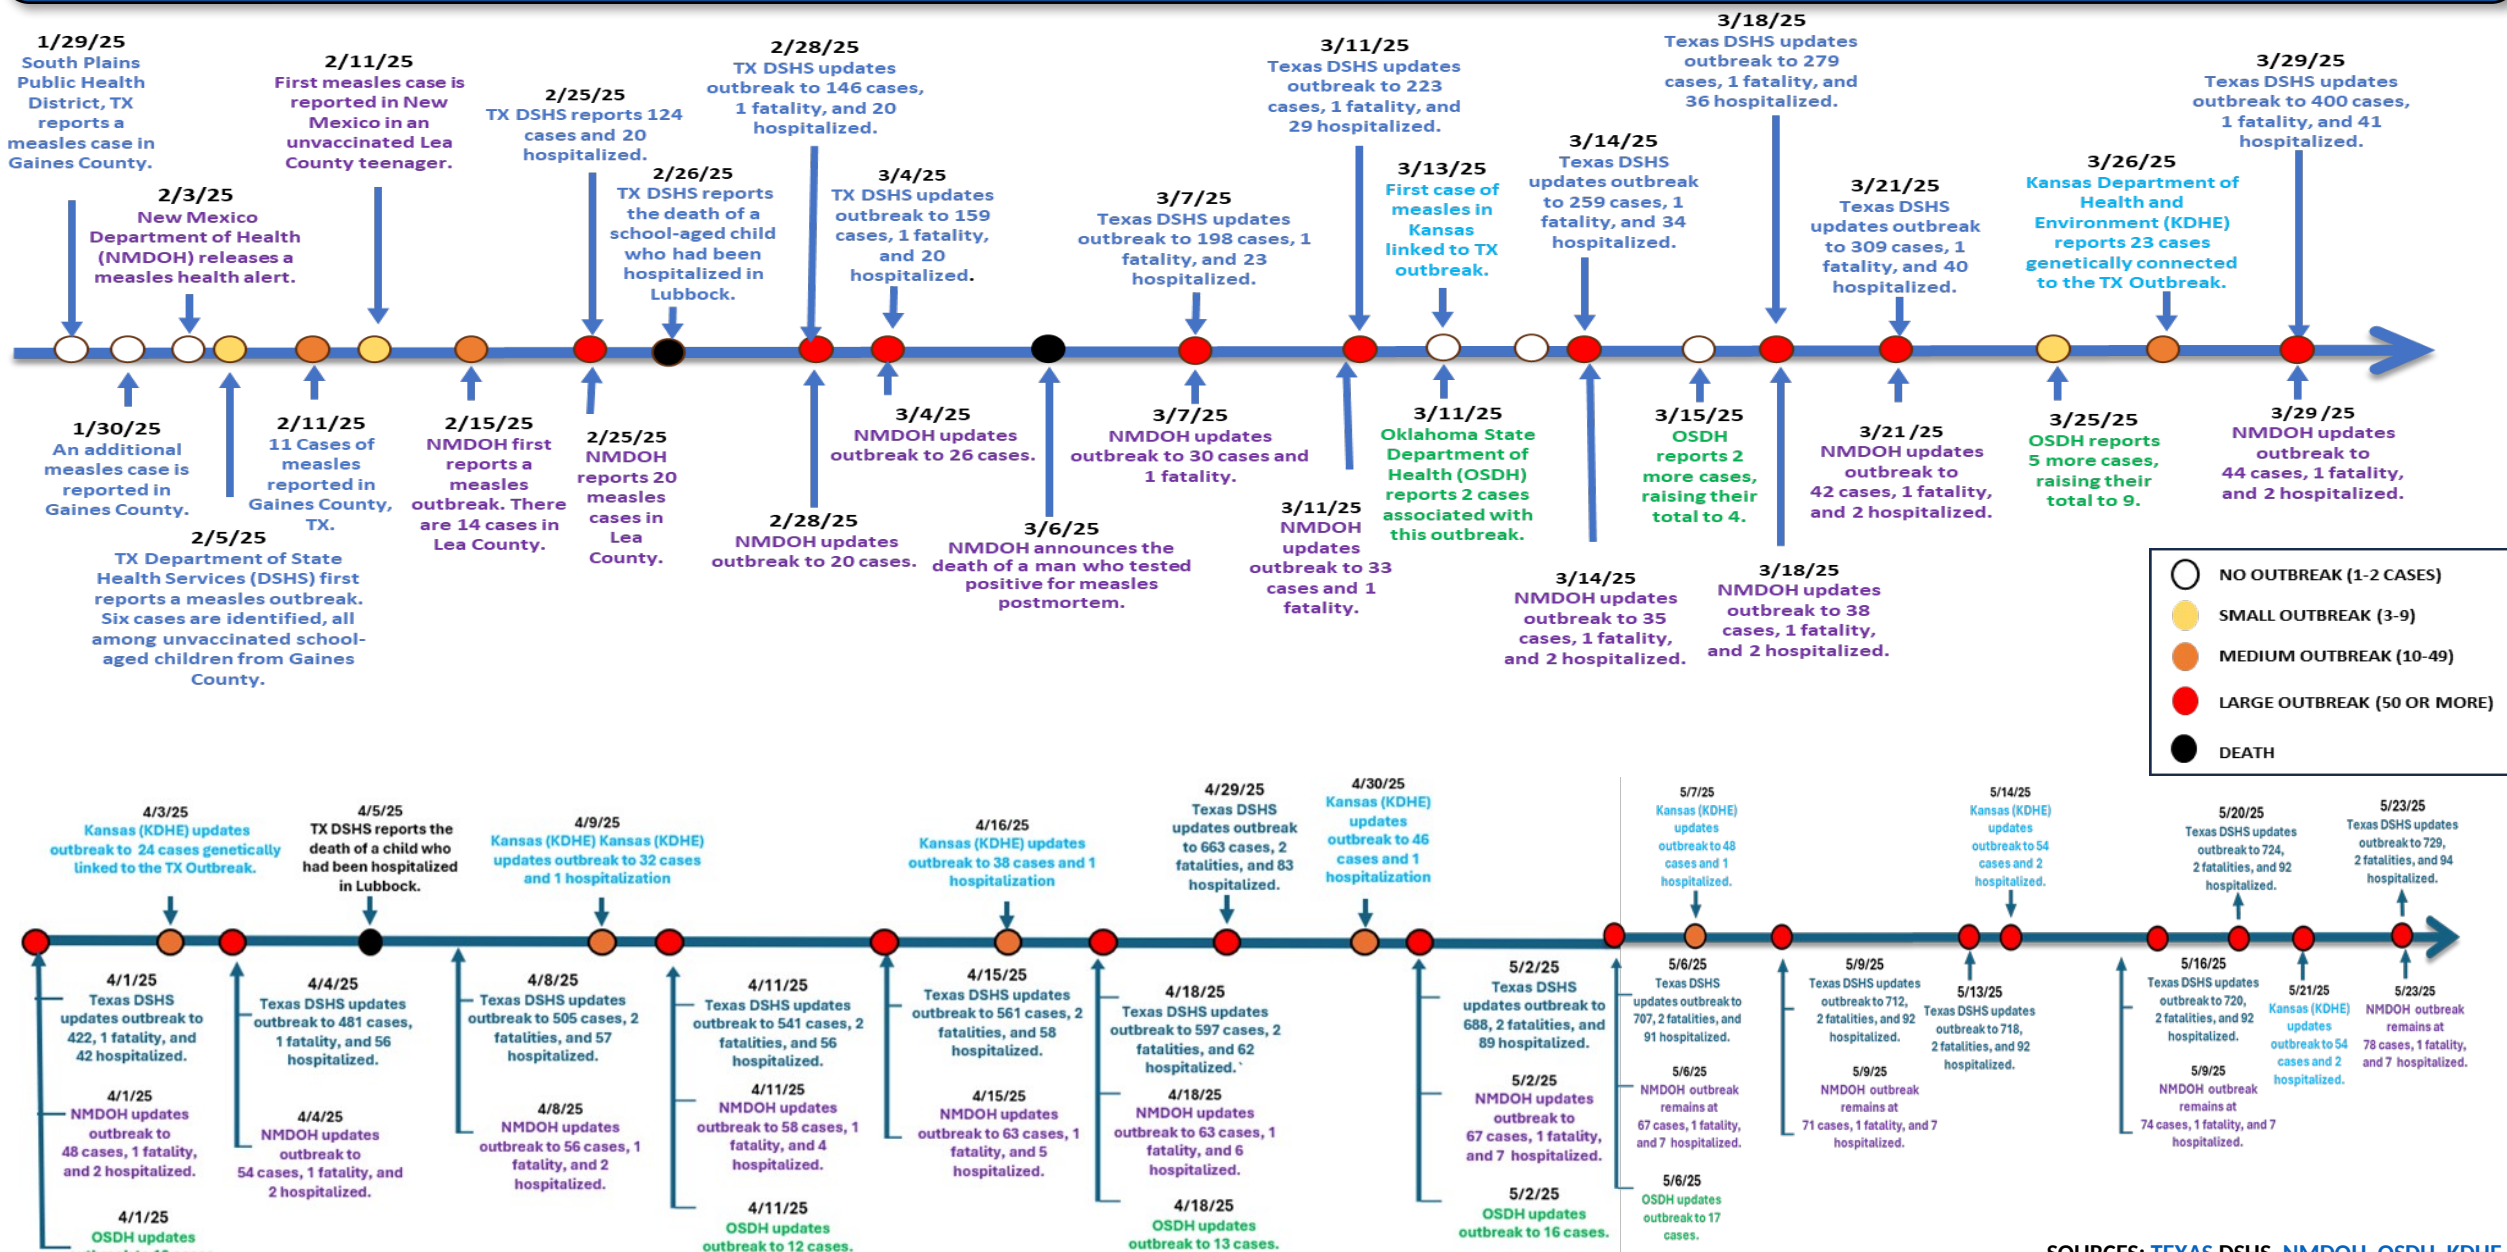 1/29/25
South Plains
Public Health
District, TX
reports a
measles case in
Gaines County.
2/3/25
New Mexico
Department of Health
(NMDOH) releases a
measles health alert.
2/11/25
First measles case is
reported in New
Mexico in an
unvaccinated Lea
County teenager.
2/25/25
TX DSHS reports 124
cases and 20
hospitalized.
2/26/25
TX DSHS reports
the death of a
school-aged child
who had been
hospitalized in
Lubbock.
2/28/25
TX DSHS updates
outbreak to 146 cases,
1 fatality, and 20
hospitalized.
3/4/25
TX DSHS updates
outbreak to 159
cases, 1 fatality,
and 20
hospitalized.
3/7/25
Texas DSHS updates
outbreak to 198 cases, 1
fatality, and 23
hospitalized.
3/11/25
Texas DSHS updates
outbreak to 223
cases, 1 fatality, and
29 hospitalized.
3/13/25
First case of
measles in
Kansas
linked to TX
outbreak.
3/14/25
Texas DSHS
updates outbreak
to 259 cases, 1
fatality, and 34
hospitalized.
3/18/25
Texas DSHS updates
outbreak to 279
cases, 1 fatality, and
36 hospitalized.
3/21/25
Texas DSHS
updates outbreak
to 309 cases, 1
fatality, and 40
hospitalized.
3/26/25
Kansas Department of
Health and
Environment (KDHE)
reports 23 cases
genetically connected
to the TX Outbreak.
3/29/25
Texas DSHS updates
outbreak to 400 cases,
1 fatality, and 41
hospitalized.
1/30/25
An additional
measles case is
reported in
Gaines County.
2/5/25
TX Department of State
Health Services (DSHS) first
reports a measles outbreak.
Six cases are identified, all
among unvaccinated school-
aged children from Gaines
County.
2/11/25
11 Cases of
measles
reported in
Gaines County,
TX.
2/15/25
NMDOH first
reports a
measles
outbreak. There
are 14 cases in
Lea County.
2/25/25
NMDOH
reports 20
measles
cases in
Lea
County.
2/28/25
NMDOH updates
outbreak to 20 cases.
3/4/25
NMDOH updates
outbreak to 26 cases.
3/6/25
NMDOH announces the
death of a man who tested
positive for measles
postmortem.
3/7/25
NMDOH updates
outbreak to 30 cases and
1 fatality.
3/11/25
NMDOH
updates
outbreak to 33
cases and 1
fatality.
3/11/25
Oklahoma State
Department of
Health (OSDH)
reports 2 cases
associated with
this outbreak.
3/14/25
NMDOH updates
outbreak to 35
cases, 1 fatality,
and 2 hospitalized.
3/15/25
OSDH
reports 2
more cases,
raising their
total to 4.
3/18/25
NMDOH updates
outbreak to 38
cases, 1 fatality,
and 2 hospitalized.
3/21 /25
NMDOH updates
outbreak to
42 cases, 1 fatality,
and 2 hospitalized.
3/25/25
OSDH reports
5 more cases,
raising their
total to 9.
3/29 /25
NMDOH updates
outbreak to
44 cases, 1 fatality,
and 2 hospitalized.
NO OUTBREAK (1-2 CASES)
SMALL OUTBREAK (3-9)
MEDIUM OUTBREAK (10-49)
LARGE OUTBREAK (50 OR MORE)
DEATH
4/3/25
Kansas (KDHE) updates
outbreak to 24 cases genetically
linked to the TX Outbreak.
4/5/25
TX DSHS reports the
death of a child who
had been hospitalized
in Lubbock.
4/9/25
Kansas (KDHE) Kansas (KDHE)
updates outbreak to 32 cases
and 1 hospitalization
4/16/25
Kansas (KDHE) updates
outbreak to 38 cases and 1
hospitalization
4/29/25
Texas DSHS
updates outbreak
to 663 cases, 2
fatalities, and 83
hospitalized.
4/30/25
Kansas (KDHE)
updates
outbreak to 46
cases and 1
hospitalization
5/7/25
Kansas (KDHE)
updates
outbreak to 48
cases and 1
hospitalized.
5/14/25
Kansas (KDHE)
updates
outbreak to 54
cases and 2
hospitalized.
5/20/25
Texas DSHS updates
outbreak to 724,
2 fatalities, and 92
hospitalized.
5/23/25
Texas DSHS updates
outbreak to 729,
2 fatalities, and 94
hospitalized.
4/1/25
Texas DSHS
updates outbreak to
422, 1 fatality, and
42 hospitalized.
4/1/25
NMDOH updates
outbreak to
48 cases, 1 fatality,
and 2 hospitalized.
4/1/25
OSDH updates
4/4/25
Texas DSHS updates
outbreak to 481 cases,
1 fatality, and 56
hospitalized.
4/4/25
NMDOH updates
outbreak to
54 cases, 1 fatality, and
2 hospitalized.
4/8/25
Texas DSHS updates
outbreak to 505 cases, 2
fatalities, and 57
hospitalized.
4/8/25
NMDOH updates
outbreak to 56 cases, 1
fatality, and 2
hospitalized.
4/11/25
Texas DSHS updates
outbreak to 541 cases, 2
fatalities, and 56
hospitalized.
4/11/25
NMDOH updates
outbreak to 58 cases, 1
fatality, and 4
hospitalized.
4/11/25
OSDH updates
outbreak to 12 cases.
4/15/25
Texas DSHS updates
outbreak to 561 cases, 2
fatalities, and 58
hospitalized.
4/15/25
NMDOH updates
outbreak to 63 cases, 1
fatality, and 5
hospitalized.
4/18/25
Texas DSHS updates
outbreak to 597 cases, 2
fatalities, and 62
hospitalized.`
4/18/25
NMDOH updates
outbreak to 63 cases, 1
fatality, and 6
hospitalized.
4/18/25
OSDH updates
outbreak to 13 cases.
5/2/25
Texas DSHS
updates outbreak to
688, 2 fatalities, and
89 hospitalized.
5/2/25
NMDOH updates
outbreak to
67 cases, 1 fatality,
and 7 hospitalized.
5/2/25
OSDH updates
outbreak to 16 cases.
5/6/25
Texas DSHS
updates outbreak to
707, 2 fatalities, and
91 hospitalized.
5/6/25
NMDOH outbreak
remains at
67 cases, 1 fatality,
and 7 hospitalized.
5/6/25
OSDH updates
outbreak to 17
cases.
5/9/25
Texas DSHS updates
outbreak to 712,
2 fatalities, and 92
hospitalized.
5/9/25
NMDOH outbreak
remains at
71 cases, 1 fatality, and 7
hospitalized.
5/13/25
Texas DSHS updates
outbreak to 718,
2 fatalities, and 92
hospitalized.
5/16/25
Texas DSHS updates
outbreak to 720,
2 fatalities, and 92
hospitalized.
5/9/25
NMDOH outbreak
remains at
74 cases, 1 fatality, and 7
hospitalized.
5/21/25
Kansas (KDHE)
updates
outbreak to 54
cases and 2
hospitalized.
5/23/25
NMDOH outbreak
remains at
78 cases, 1 fatality,
and 7 hospitalized.
SOURCES: TEXAS DSHS, NMDOH, OSDH, KDHE